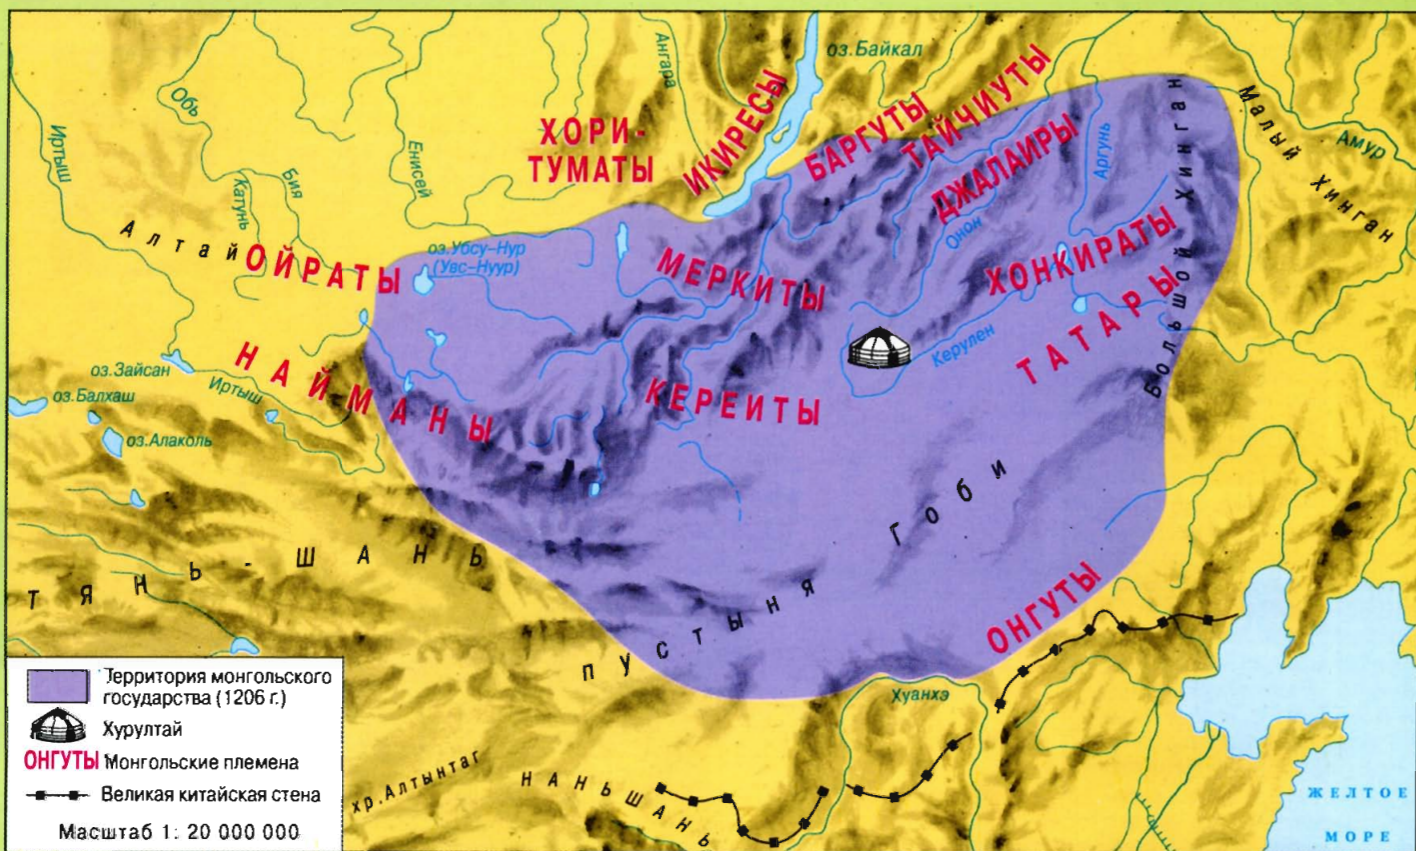 Ангара
оз.Байкал
Обь
Иртыш
Енисей
Бия
Катунь
ХОРИ-
ТУМАТЫ
ИКИРЕСЫ
БАРГУТЫ
ТАЙЧИУТЫ
ДЖАЛАИРЫ
Аргунь
Онон
Малый Хинган
Амур
Большой Хинган
Алтай
ОЙРАТЫ
оз.Убсу-Нур
(Увс-Нуур)
МЕРКИТЫ
ХОНКИРАТЫ
ТАТАРЫ
Керулен
НАЙМАНЫ
КЕРЕИТЫ
оз.Зайсан
Иртыш
оз.Балхаш
оз.Алаколь
ТЯНЬ-ШАНЬ
пустыня Гоби
ОНГУТЫ
Хуанхэ
хр.Алтынтаг
НАНЬШАНЬ
ЖЕЛТОЕ
МОРЕ
Территория монгольского
государства (1206 г.)
Хурултай
ОНГУТЫ Монгольские племена
Великая китайская стена
Масштаб 1: 20 000 000